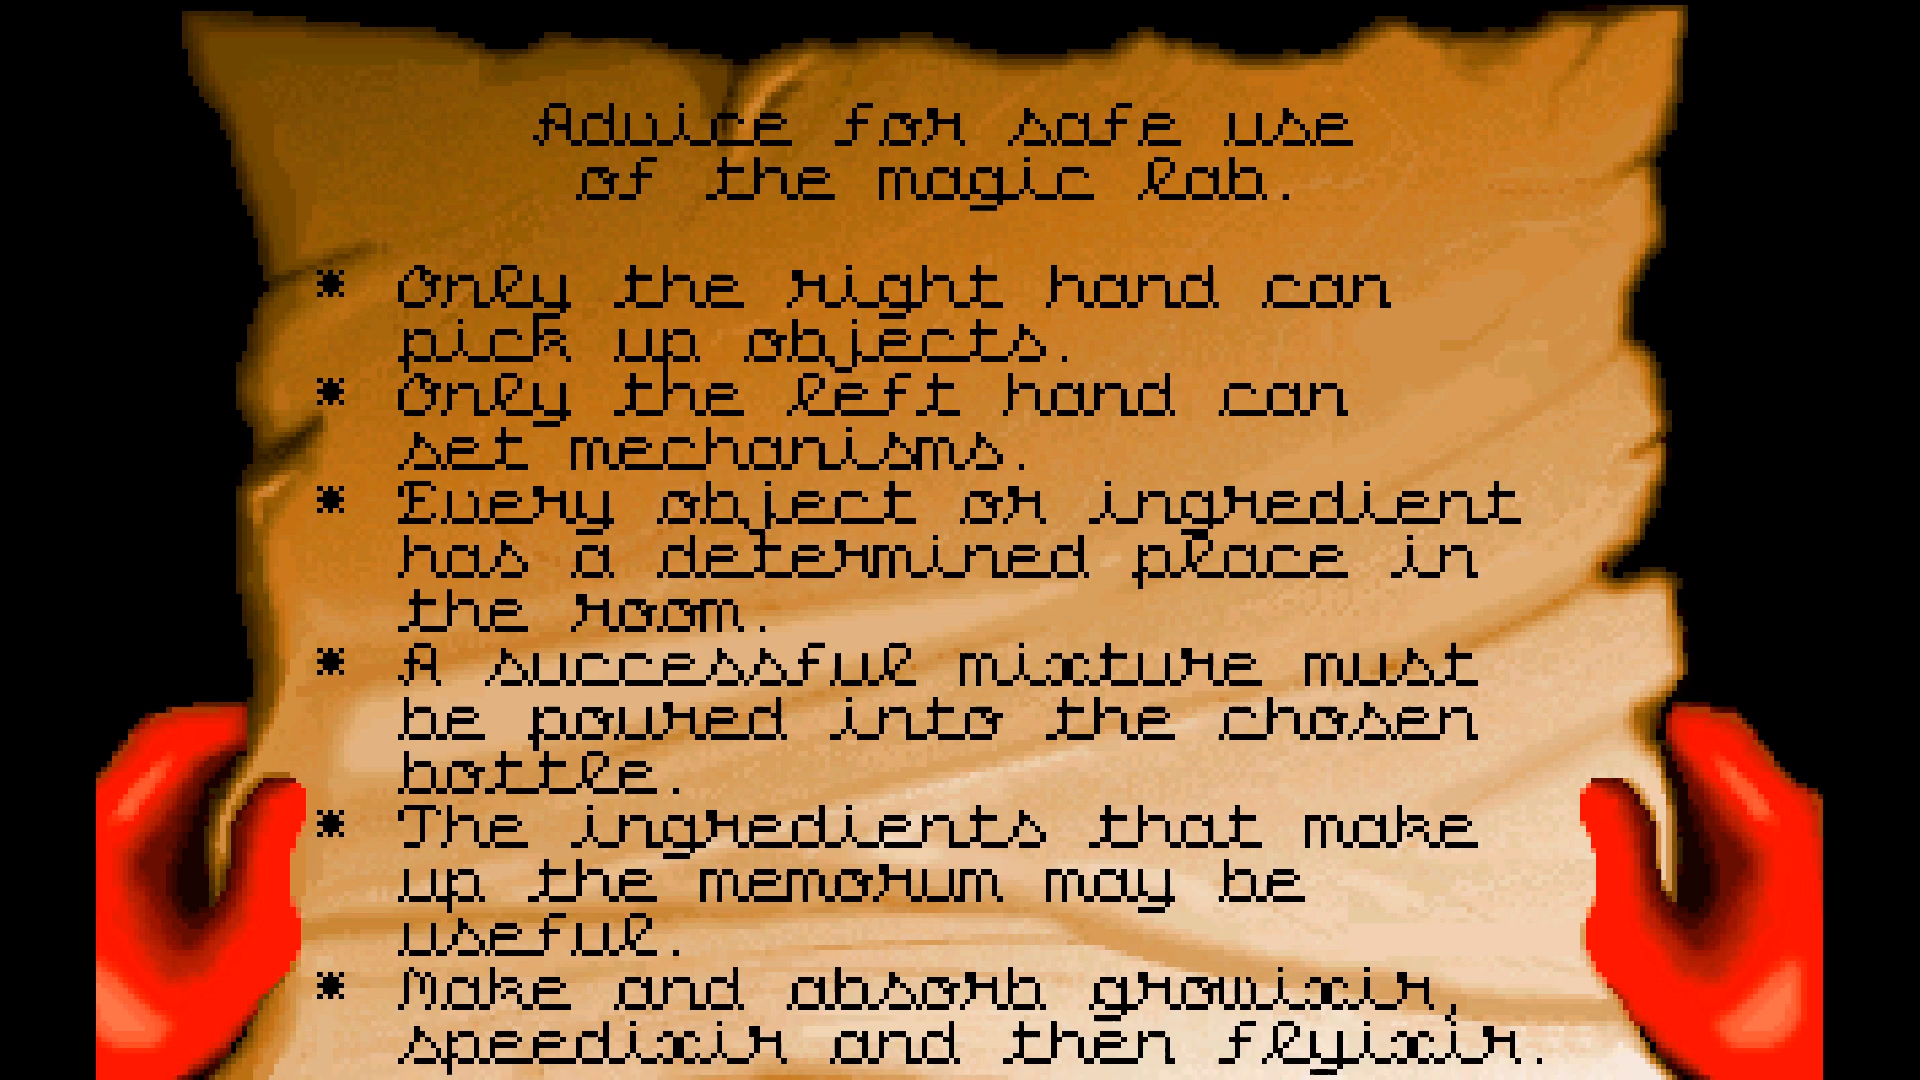 Advice for safe use
of the magic lab.
* Only the right hand can
pick up objects.
* Only the left hand can
set mechanisms.
* Every object or ingredient
has a determined place in
the room.
* A successful mixture must
be poured into the chosen
bottle.
* The ingredients that make
up the memorum may be
useful.
* Make and absorb growixir,
speedixir and then flyixir.